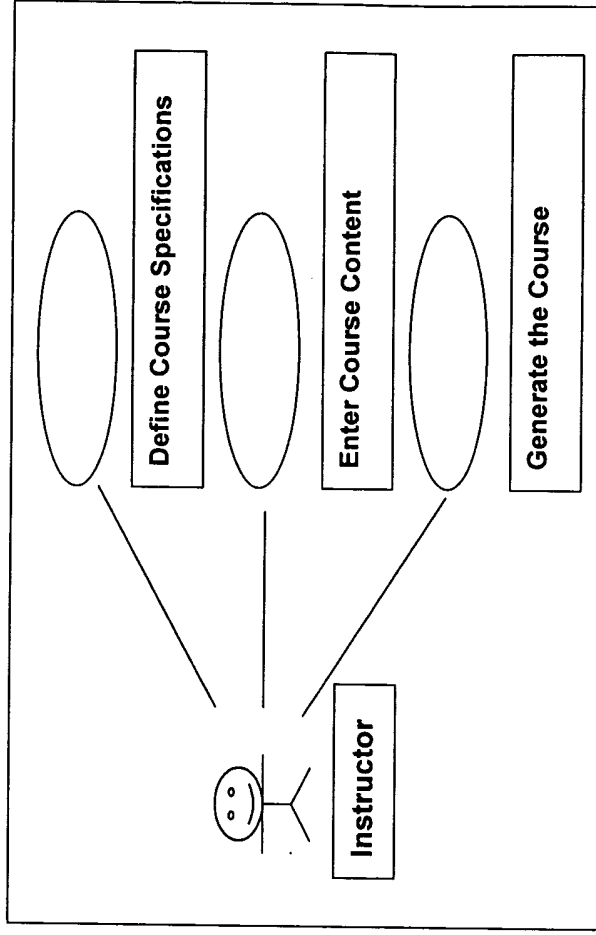 Define Course Specifications
Enter Course Content
Generate the Course
Instructor